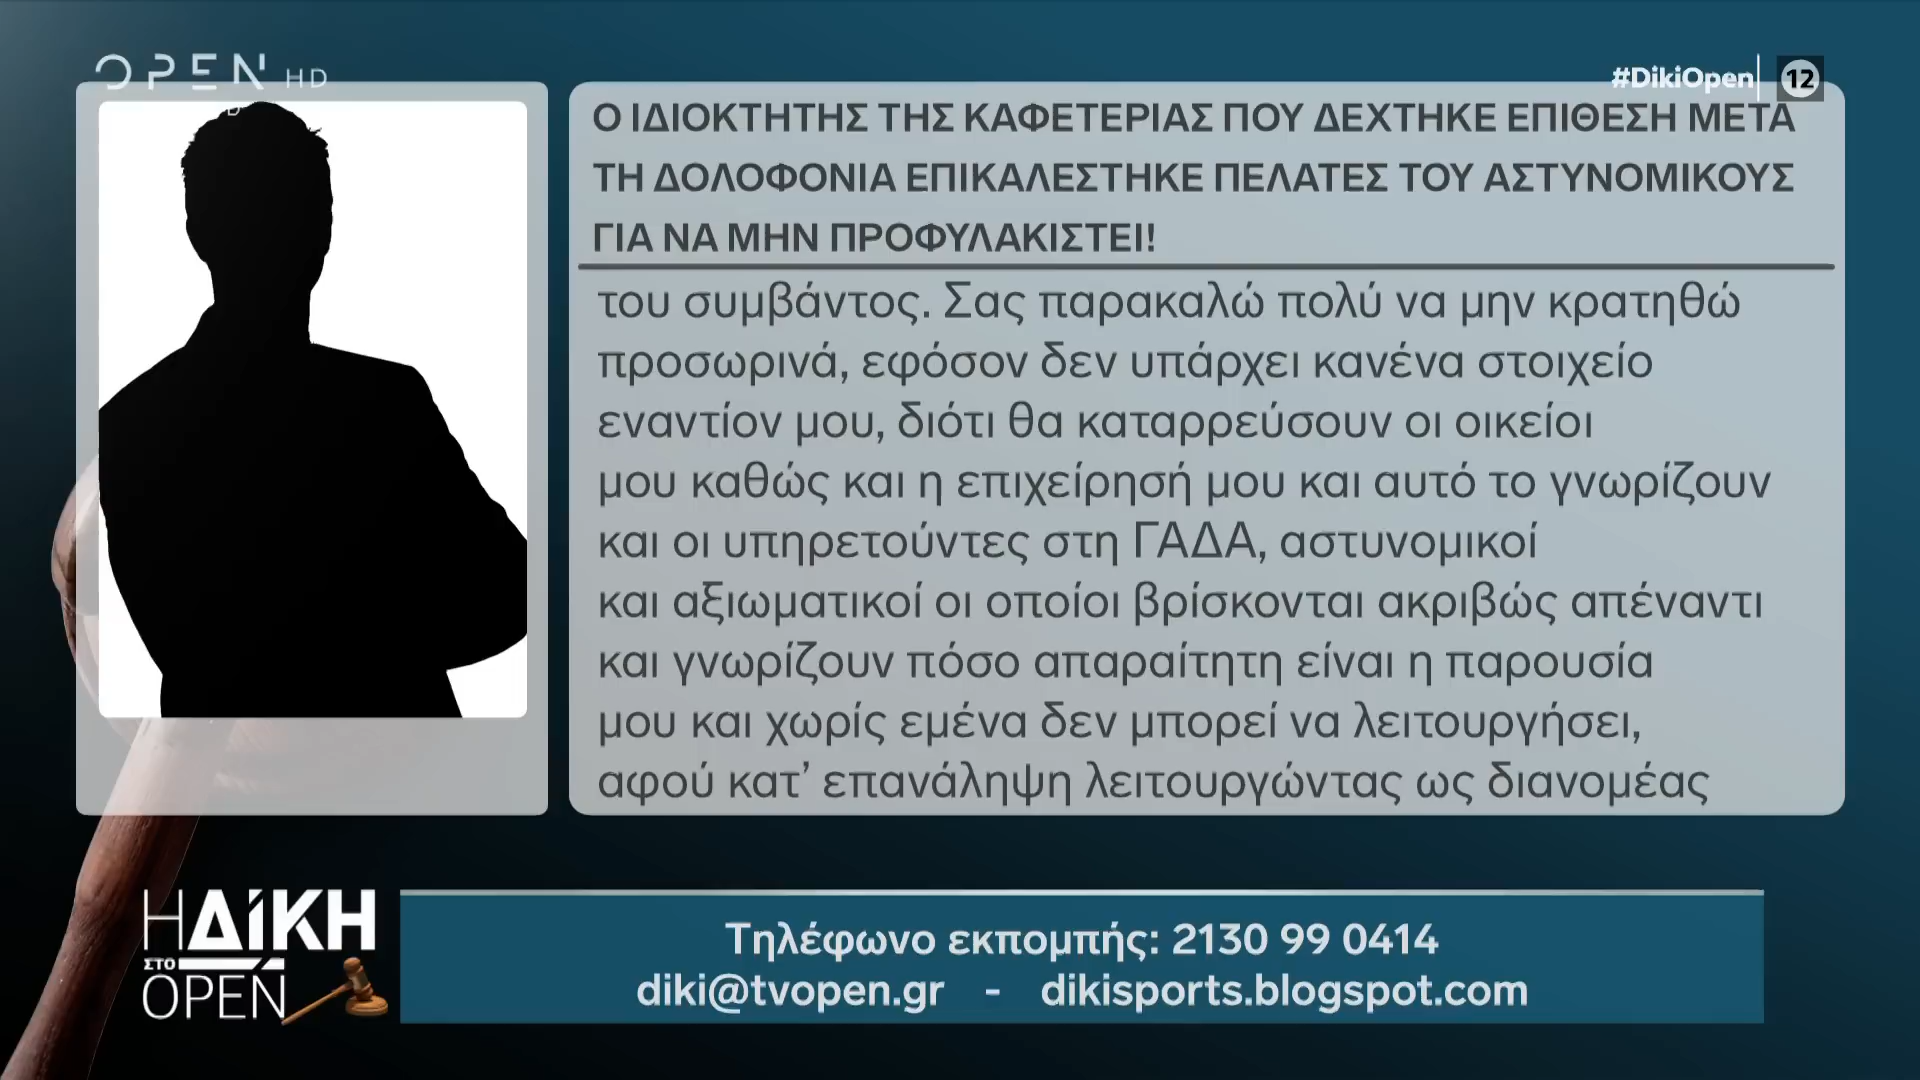 OPEN HD
#DikiOpen 12
Ο ΙΔΙΟΚΤΗΤΗΣ ΤΗΣ ΚΑΦΕΤΕΡΙΑΣ ΠΟΥ ΔΕΧΤΗΚΕ ΕΠΙΘΕΣΗ ΜΕΤΑ
ΤΗ ΔΟΛΟΦΟΝΙΑ ΕΠΙΚΑΛΕΣΤΗΚΕ ΠΕΛΑΤΕΣ ΤΟΥ ΑΣΤΥΝΟΜΙΚΟΥΣ
ΓΙΑ ΝΑ ΜΗΝ ΠΡΟΦΥΛΑΚΙΣΤΕΙ!
του συμβάντος. Σας παρακαλώ πολύ να μην κρατηθώ
προσωρινά, εφόσον δεν υπάρχει κανένα στοιχείο
εναντίον μου, διότι θα καταρρεύσουν οι οικείοι
μου καθώς και η επιχείρησή μου και αυτό το γνωρίζουν
και οι υπηρετούντες στη ΓΑΔΑ, αστυνομικοί
και αξιωματικοί οι οποίοι βρίσκονται ακριβώς απέναντι
και γνωρίζουν πόσο απαραίτητη είναι η παρουσία
μου και χωρίς εμένα δεν μπορεί να λειτουργήσει,
αφού κατ’ επανάληψη λειτουργώντας ως διανομέας
Η ΔΙΚΗ
ΣΤΟ
OPEN
Τηλέφωνο εκπομπής: 2130 99 0414
diki@tvopen.gr - dikisports.blogspot.com